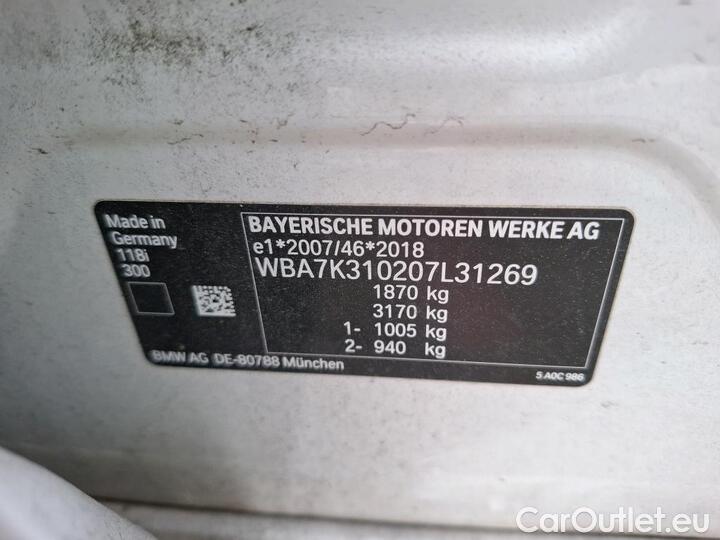 Made in
Germany
118i
300
BAYERISCHE MOTOREN WERKE AG
e1*2007/46*2018
WBA7K310207L31269
1870 kg
3170 kg
1- 1005 kg
2- 940 kg
BMW AG DE-80788 München
5 A0C 986
CarOutlet.eu